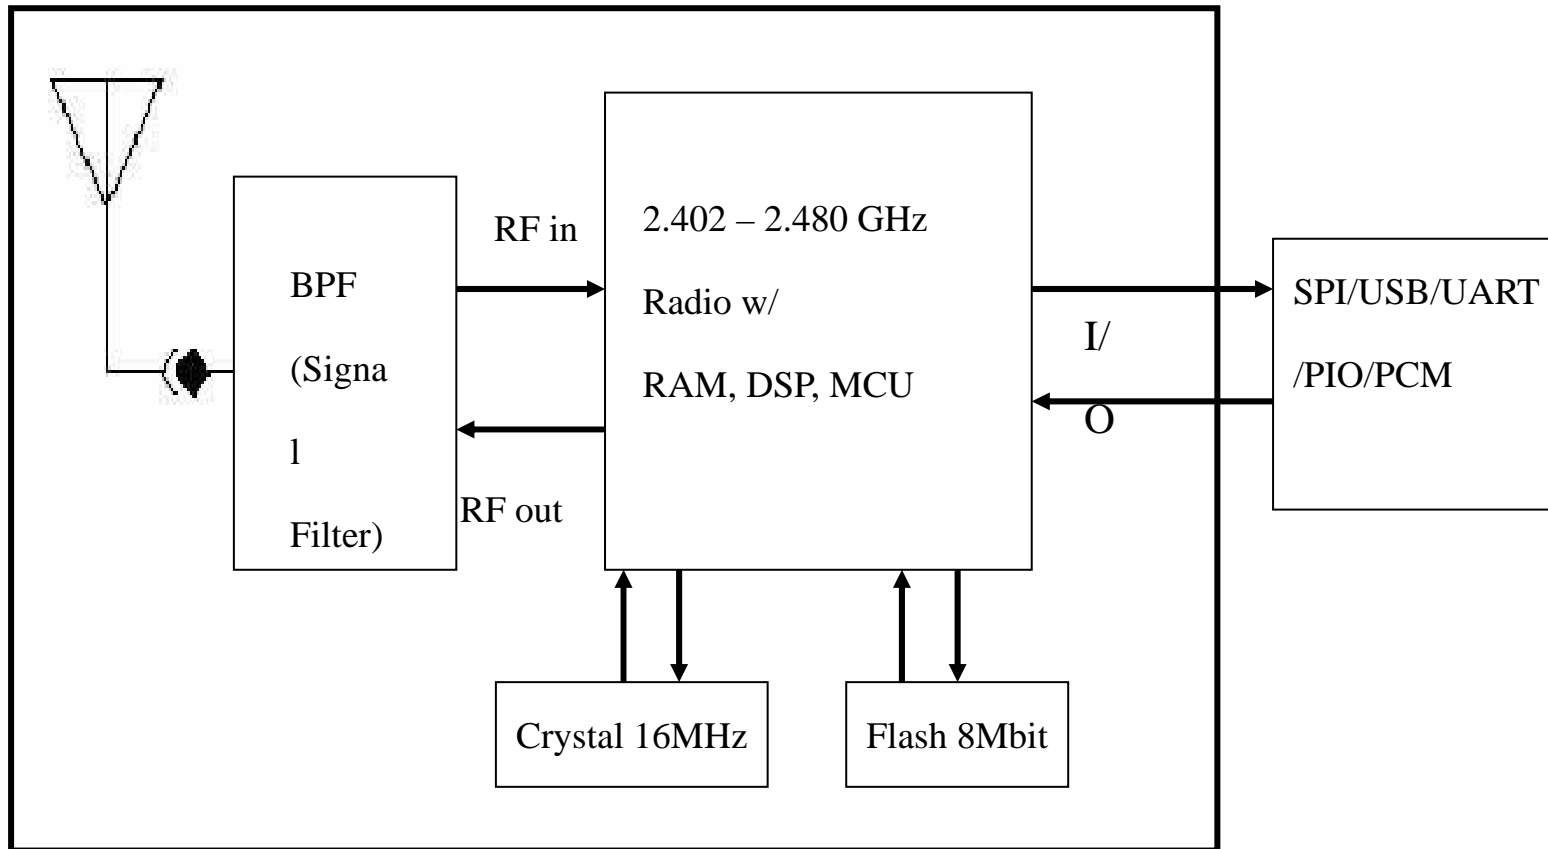 BPF
(Signa
l
Filter)
RF in
RF out
2.402 – 2.480 GHz
Radio w/
RAM, DSP, MCU
I/
O
SPI/USB/UART
/PIO/PCM
Crystal 16MHz
Flash 8Mbit